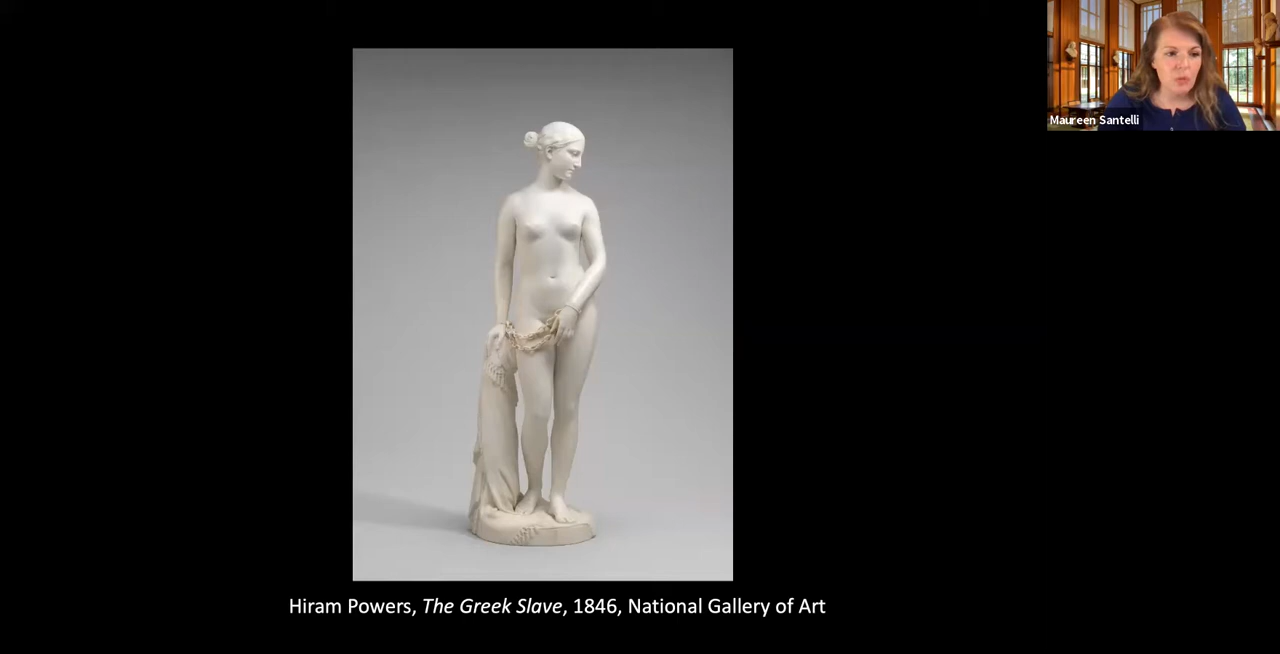 Maureen Santelli
Hiram Powers, The Greek Slave, 1846, National Gallery of Art